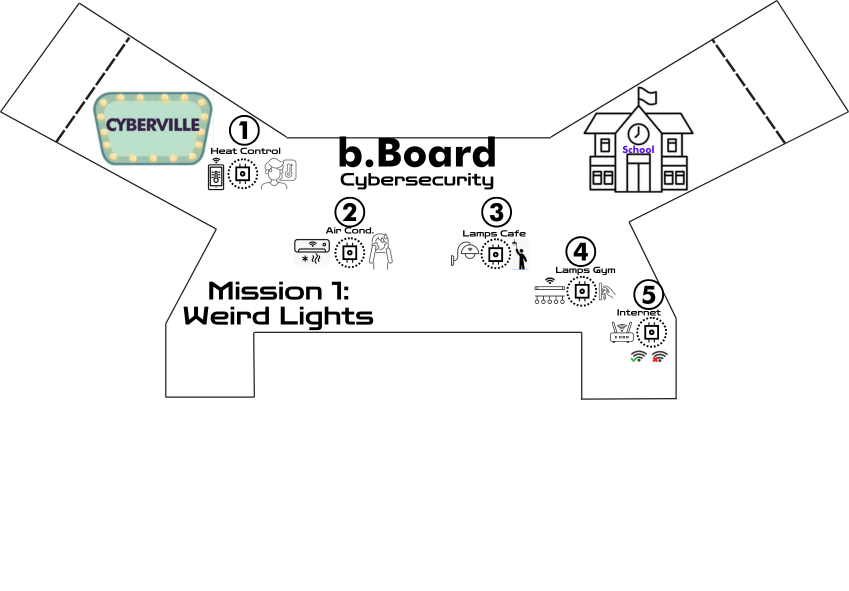 CYBERVILLE
1
Heat Control
b.Board
Cybersecurity
School
2
Air Cond.
3
Lamps Cafe
4
Lamps Gym
5
Internet
Mission 1:
Weird Lights